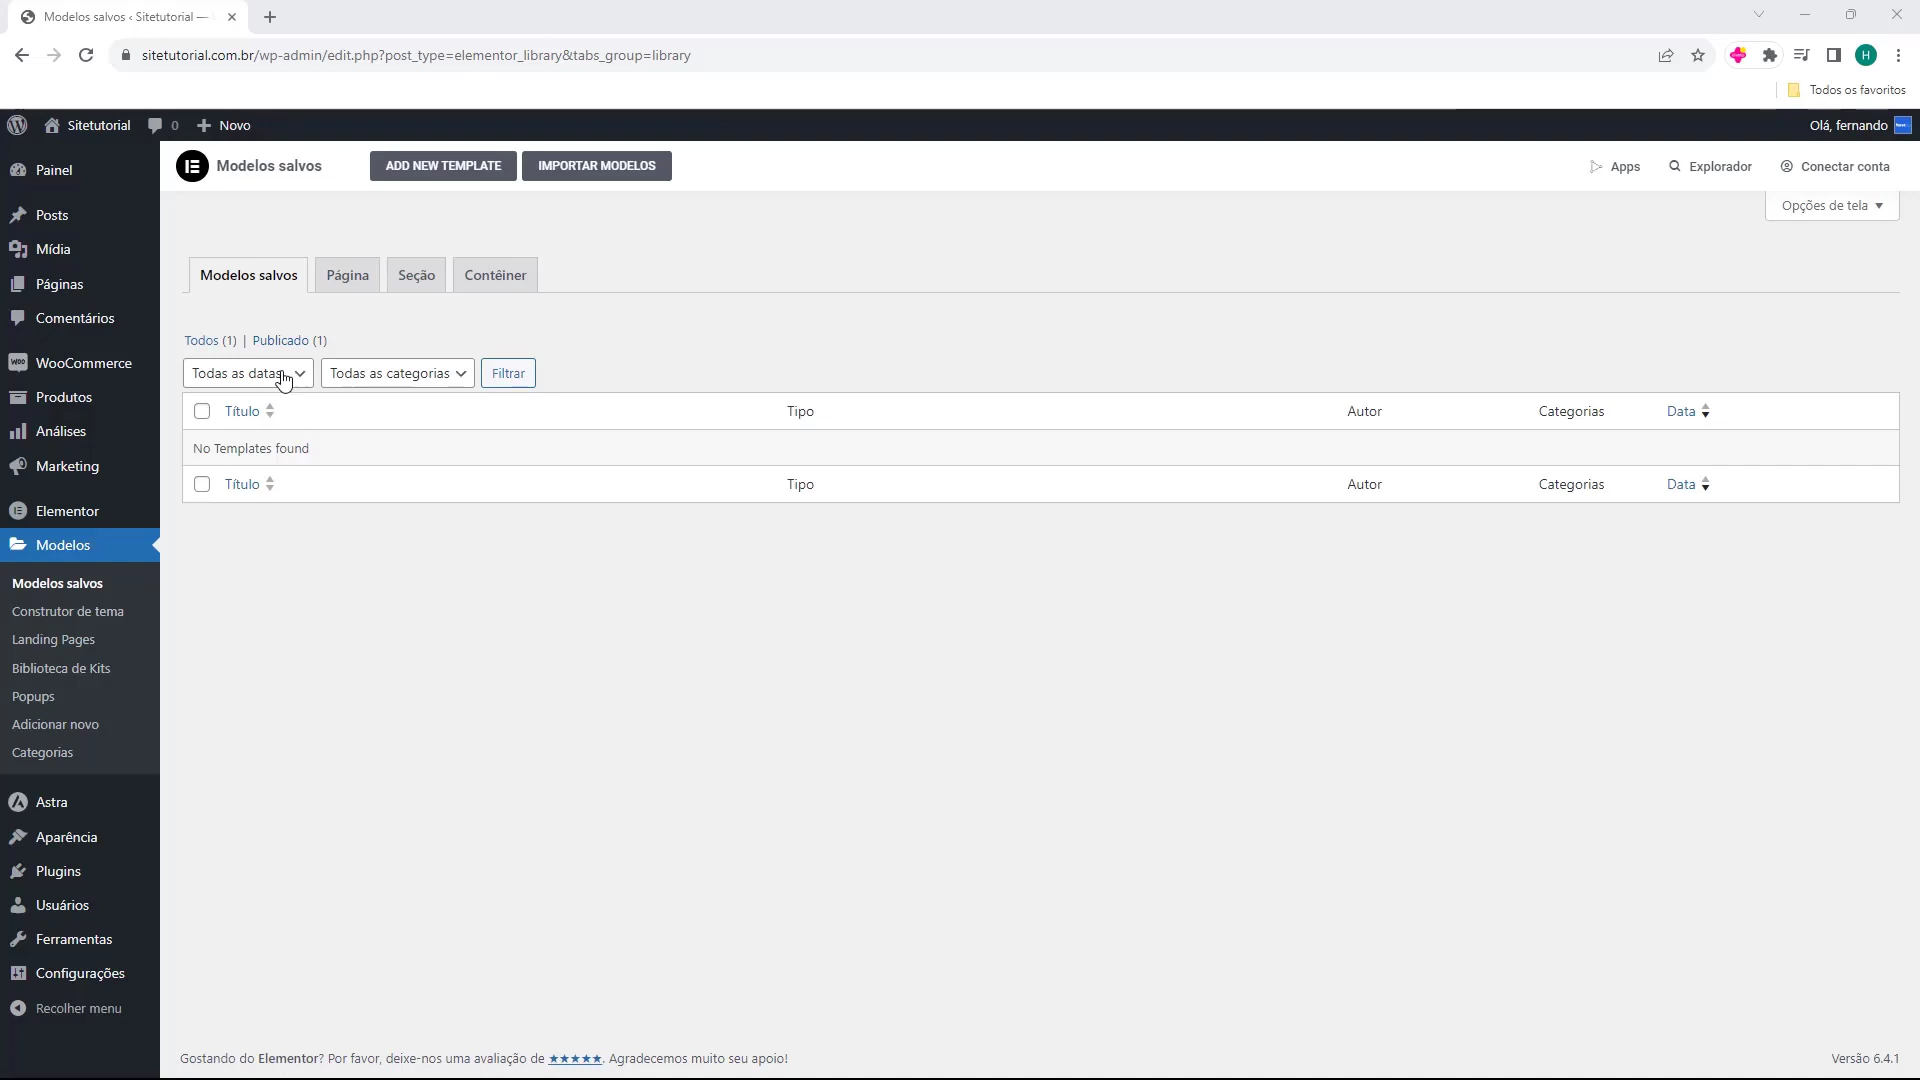 Modelos salvos ‹ Sitetutorial —
sitetutorial.com.br/wp-admin/edit.php?post_type=elementor_library&tabs_group=library
H
Todos os favoritos
Sitetutorial
0
Novo
Olá, fernando
Painel
Posts
Mídia
Páginas
Comentários
Woo
WooCommerce
Produtos
Análises
Marketing
Elementor
Modelos
Modelos salvos
Construtor de tema
Landing Pages
Biblioteca de Kits
Popups
Adicionar novo
Categorias
Astra
Aparência
Plugins
Usuários
Ferramentas
Configurações
Recolher menu
Modelos salvos
ADD NEW TEMPLATE
IMPORTAR MODELOS
Apps
Explorador
Conectar conta
Opções de tela
Modelos salvos
Página
Seção
Contêiner
Todos (1) | Publicado (1)
Todas as datas
Todas as categorias
Filtrar
Título Tipo Autor Categorias Data
No Templates found
Título Tipo Autor Categorias Data
Gostando do Elementor? Por favor, deixe-nos uma avaliação de ★★★★★. Agradecemos muito seu apoio!
Versão 6.4.1